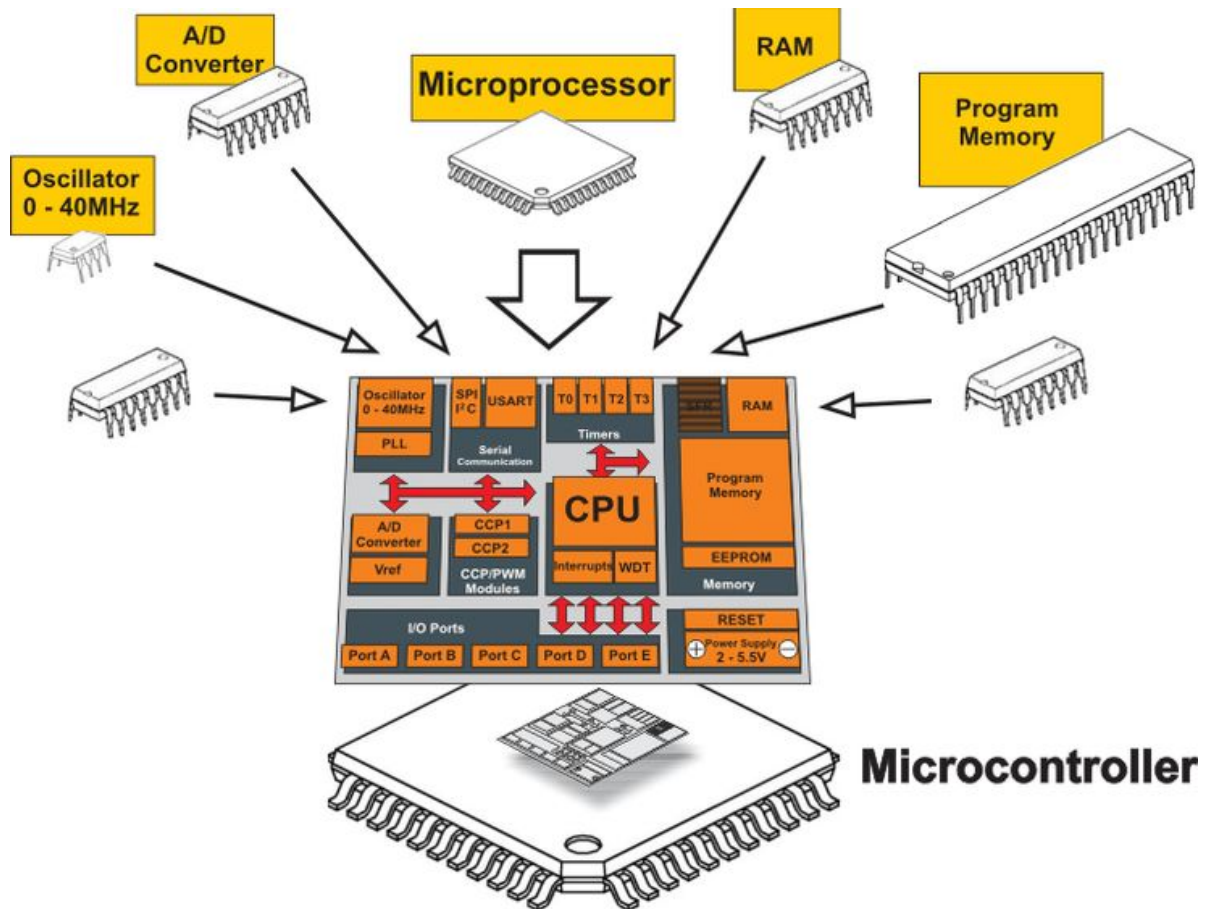 A/D
Converter
Microprocessor
RAM
Program
Memory
Oscillator
0 - 40MHz
Oscillator
0 - 40MHz
PLL
SPI
I²C
USART
Serial
Communication
T0 T1 T2 T3
Timers
SFR
RAM
Program
Memory
EEPROM
Memory
A/D
Converter
Vref
CCP1
CCP2
CCP/PWM
Modules
CPU
Interrupts WDT
I/O Ports
Port A Port B Port C Port D Port E
RESET
+ Power Supply −
2 - 5.5V
Microcontroller